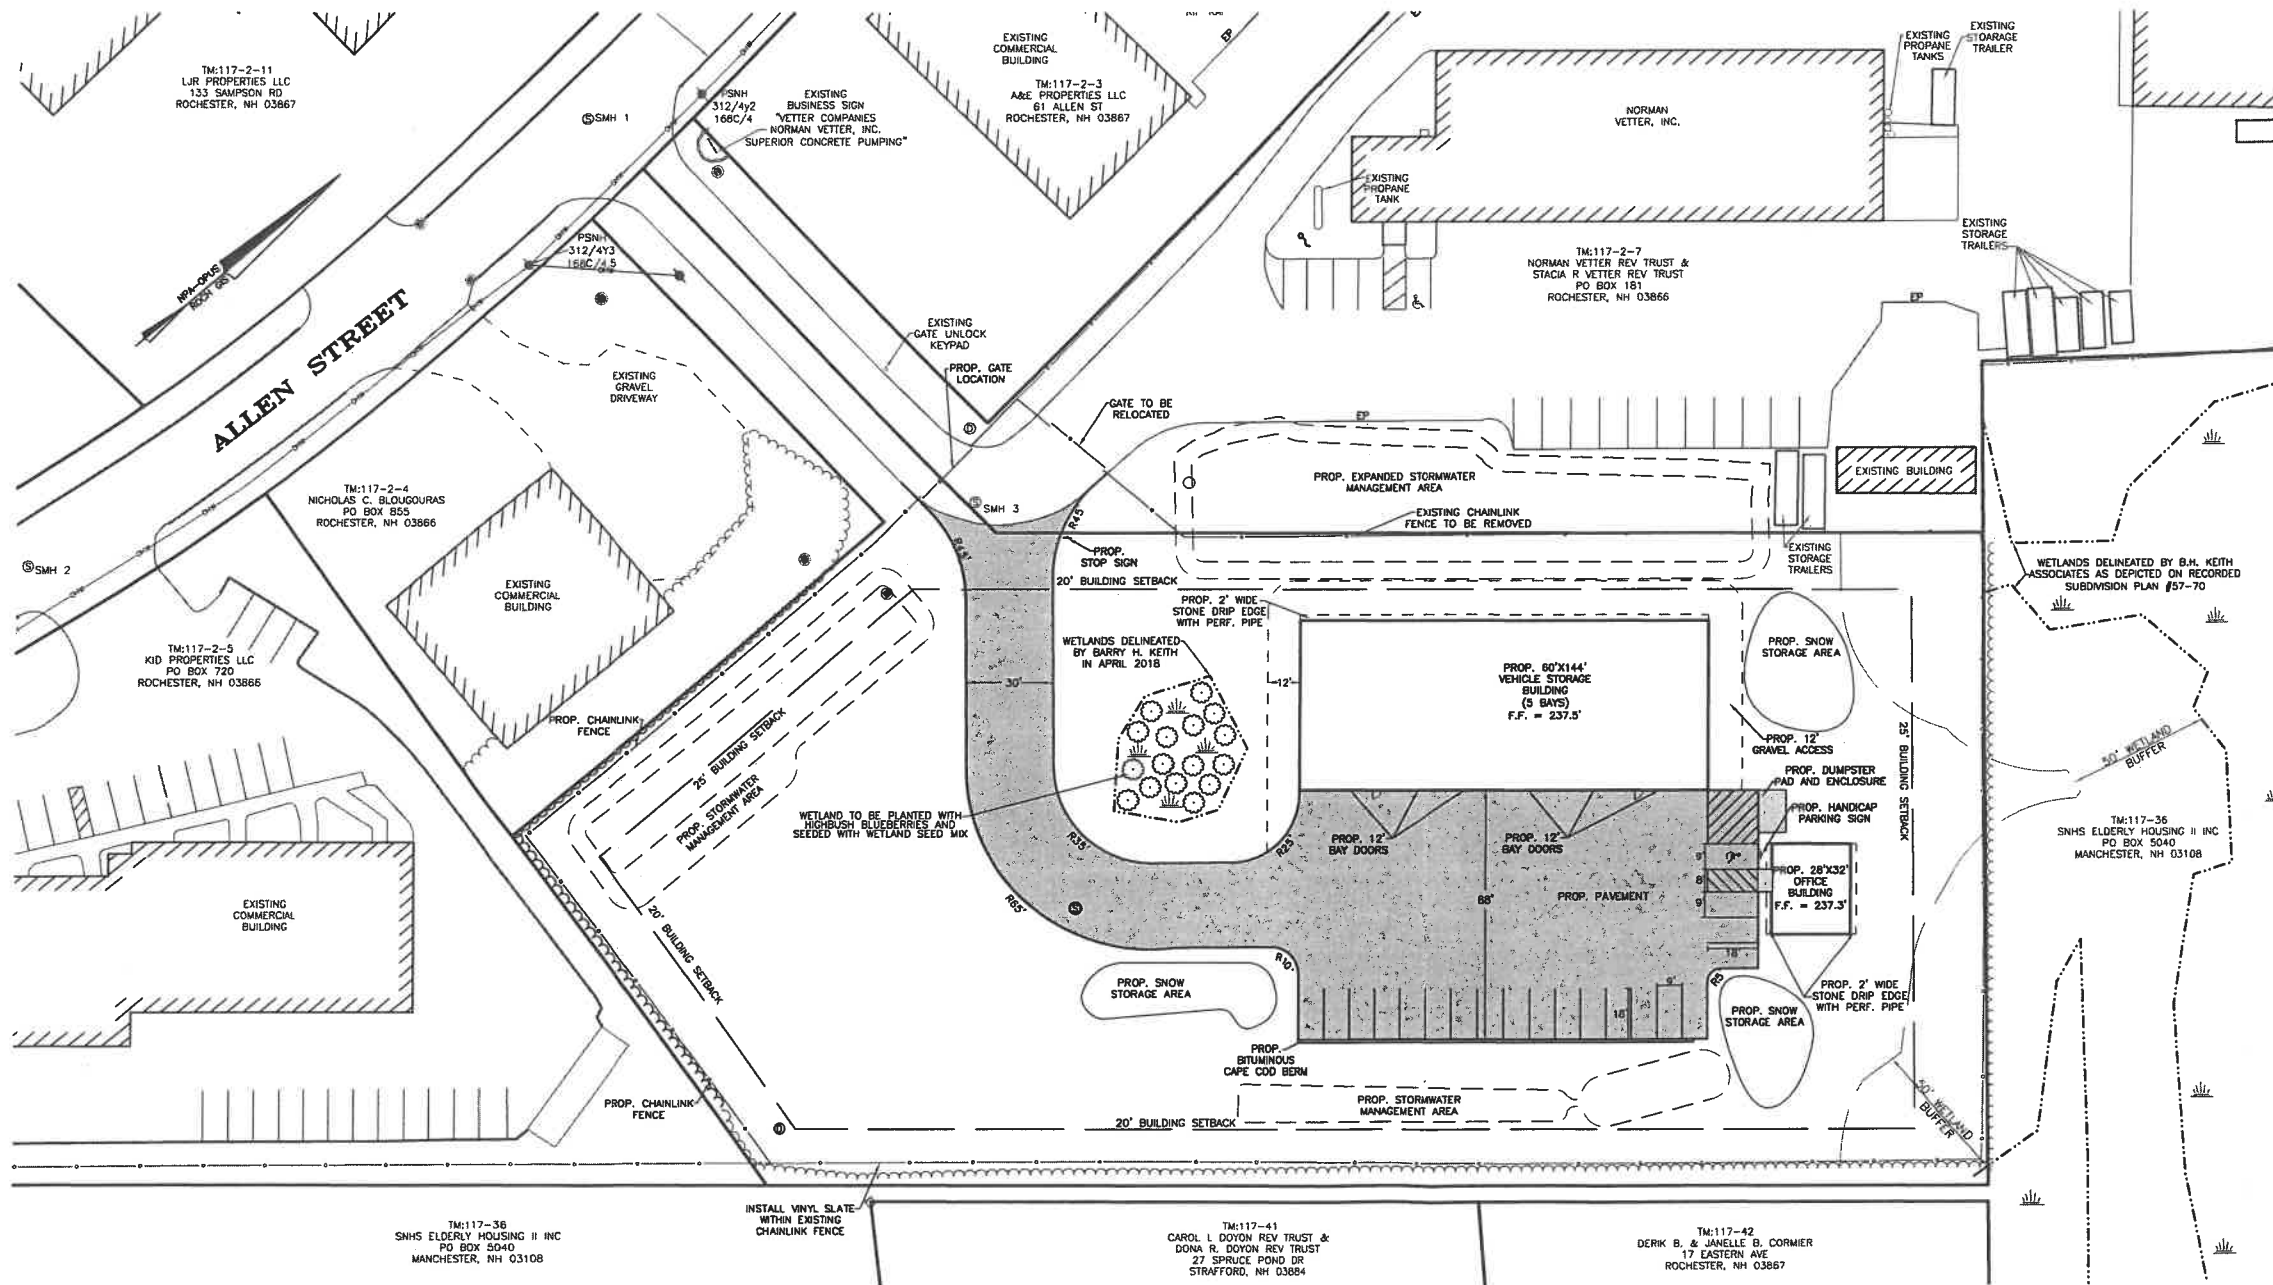 TM:117-2-11
LJR PROPERTIES LLC
133 SAMPSON RD
ROCHESTER, NH 03867
SMH 1
PSNH
312/4y2
168C/4
EXISTING
BUSINESS SIGN
"VETTER COMPANIES
NORMAN VETTER, INC.
SUPERIOR CONCRETE PUMPING"
EXISTING
COMMERCIAL
BUILDING
TM:117-2-3
A&E PROPERTIES LLC
61 ALLEN ST
ROCHESTER, NH 03867
EP
NORMAN
VETTER, INC.
EXISTING
PROPANE
TANKS
EXISTING
STOARAGE
TRAILER
EXISTING
PROPANE
TANK
EXISTING
STORAGE
TRAILERS
TM:117-2-7
NORMAN VETTER REV TRUST &
STACIA R VETTER REV TRUST
PO BOX 181
ROCHESTER, NH 03866
EP
PSNH
312/4Y3
168C/4.5
NPA-OPUS
ROCH GIS
ALLEN STREET
EXISTING
GRAVEL
DRIVEWAY
EXISTING
GATE UNLOCK
KEYPAD
PROP. GATE
LOCATION
GATE TO BE
RELOCATED
EP
PROP. EXPANDED STORMWATER
MANAGEMENT AREA
EXISTING BUILDING
EXISTING CHAINLINK
FENCE TO BE REMOVED
EXISTING
STORAGE
TRAILERS
WETLANDS DELINEATED BY B.H. KEITH
ASSOCIATES AS DEPICTED ON RECORDED
SUBDIVISION PLAN #57-70
TM:117-2-4
NICHOLAS C. BLOUGOURAS
PO BOX 855
ROCHESTER, NH 03866
SMH 2
SMH 3
R45'
R45'
PROP.
STOP SIGN
20' BUILDING SETBACK
EXISTING
COMMERCIAL
BUILDING
PROP. 2' WIDE
STONE DRIP EDGE
WITH PERF. PIPE
WETLANDS DELINEATED
BY BARRY H. KEITH
IN APRIL 2018
PROP. SNOW
STORAGE AREA
TM:117-2-5
KID PROPERTIES LLC
PO BOX 720
ROCHESTER, NH 03866
30'
12'
PROP. 60'X144'
VEHICLE STORAGE
BUILDING
(5 BAYS)
F.F. = 237.5'
PROP. CHAINLINK
FENCE
25' BUILDING SETBACK
PROP. STORMWATER
MANAGEMENT AREA
PROP. 12'
GRAVEL ACCESS
25' BUILDING SETBACK
50' WETLAND
BUFFER
WETLAND TO BE PLANTED WITH
HIGHBUSH BLUEBERRIES AND
SEEDED WITH WETLAND SEED MIX
PROP. DUMPSTER
PAD AND ENCLOSURE
PROP. HANDICAP
PARKING SIGN
TM:117-36
SNHS ELDERLY HOUSING II INC
PO BOX 5040
MANCHESTER, NH 03108
R35'
R25'
PROP. 12'
BAY DOORS
PROP. 12'
BAY DOORS
9'
8'
9'
PROP. 28'X32'
OFFICE
BUILDING
F.F. = 237.3'
R65'
88'
PROP. PAVEMENT
EXISTING
COMMERCIAL
BUILDING
20' BUILDING SETBACK
18'
R10'
R5'
9'
18'
PROP. SNOW
STORAGE AREA
PROP. SNOW
STORAGE AREA
PROP. 2' WIDE
STONE DRIP EDGE
WITH PERF. PIPE
PROP.
BITUMINOUS
CAPE COD BERM
PROP. CHAINLINK
FENCE
PROP. STORMWATER
MANAGEMENT AREA
20' BUILDING SETBACK
50' WETLAND
BUFFER
INSTALL VINYL SLATE
WITHIN EXISTING
CHAINLINK FENCE
TM:117-36
SNHS ELDERLY HOUSING II INC
PO BOX 5040
MANCHESTER, NH 03108
TM:117-41
CAROL L DOYON REV TRUST &
DONA R. DOYON REV TRUST
27 SPRUCE POND DR
STRAFFORD, NH 03884
TM:117-42
DERIK B. & JANELLE B. CORMIER
17 EASTERN AVE
ROCHESTER, NH 03867